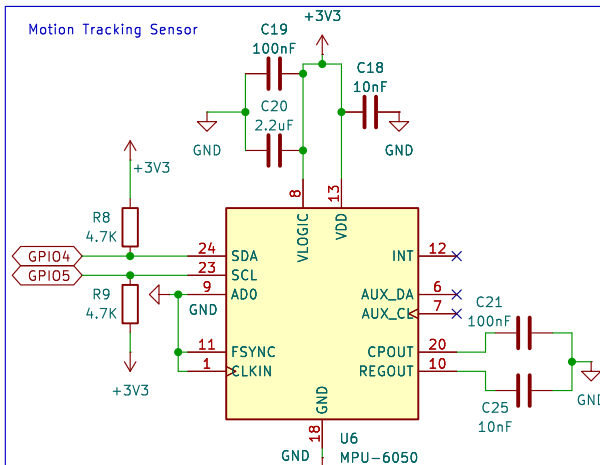 Motion Tracking Sensor
+3V3
C19
100nF
C18
10nF
C20
2.2uF
GND
GND
+3V3
8
13
VLOGIC
VDD
R8
4.7K
GPIO4
24
SDA
INT
12
GPIO5
23
SCL
9
AD0
GND
AUX_DA
6
AUX_CL
7
R9
4.7K
C21
100nF
11
FSYNC
CPOUT
20
1
CLKIN
REGOUT
10
+3V3
GND
GND
C25
10nF
18
GND
U6
MPU-6050